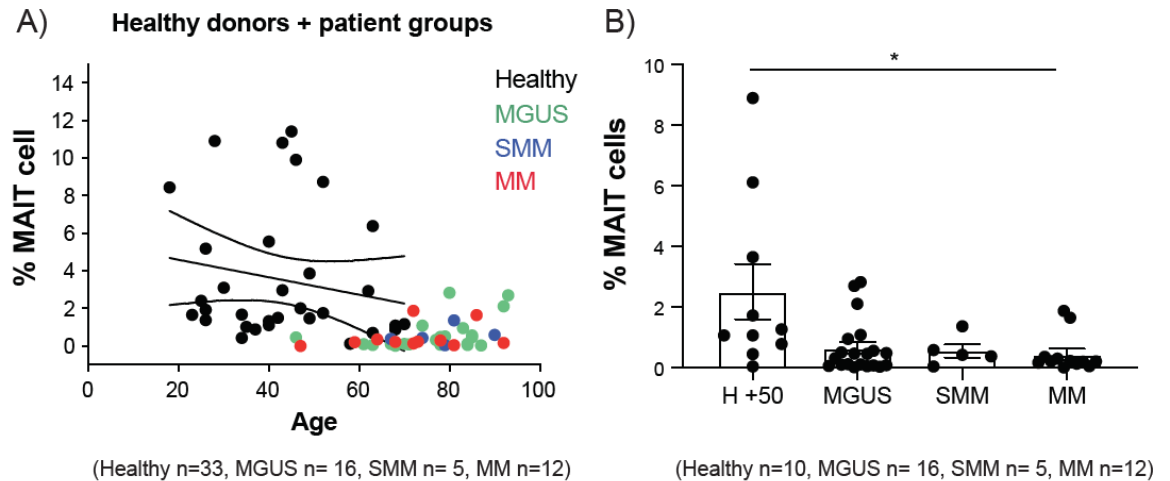 A)
Healthy donors + patient groups
14
12
10
8
6
4
2
0
% MAIT cell
0 20 40 60 80 100
Age
Healthy
MGUS
SMM
MM
(Healthy n=33, MGUS n= 16, SMM n= 5, MM n=12)
B)
*
10
8
6
4
2
0
% MAIT cells
H +50 MGUS SMM MM
(Healthy n=10, MGUS n= 16, SMM n= 5, MM n=12)